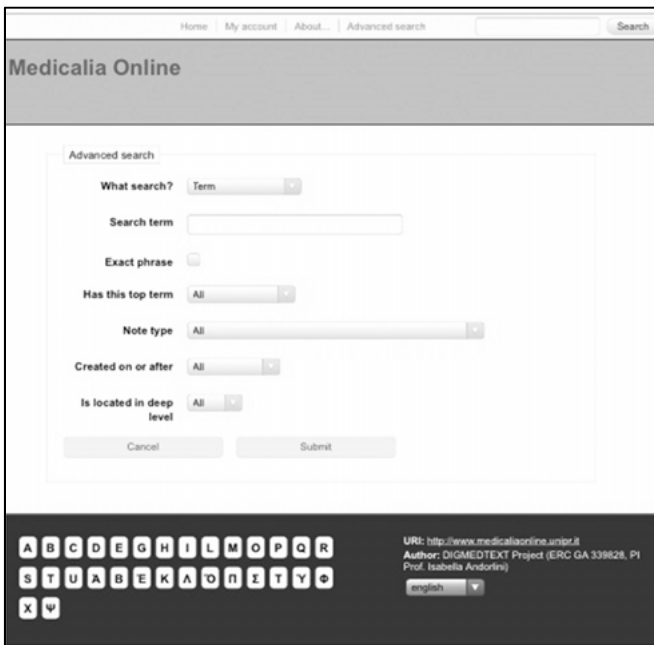 Home My account About... Advanced search Search
Medicalia Online
Advanced search
What search? Term
Search term
Exact phrase
Has this top term All
Note type All
Created on or after All
Is located in deep level All
Cancel Submit
A B C D E G H I L M O P Q R
S T U Ά Β Έ Κ Λ Ὀ Π Σ Τ Υ Φ
Χ Ψ
URI: http://www.medicaliaonline.unipr.it
Author: DIGMEDTEXT Project (ERC GA 339828, PI
Prof. Isabella Andorlini)
english